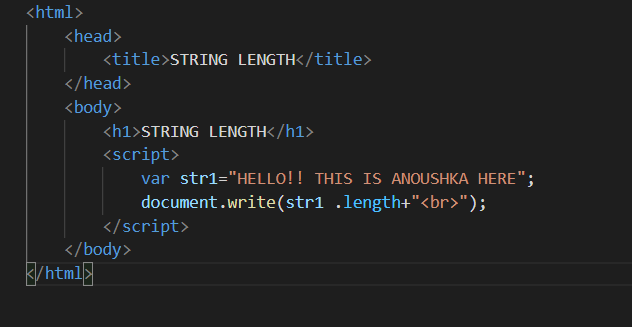 <html>
<head>
<title>STRING LENGTH</title>
</head>
<body>
<h1>STRING LENGTH</h1>
<script>
var str1="HELLO!! THIS IS ANOUSHKA HERE";
document.write(str1 .length+"<br>");
</script>
</body>
</html>